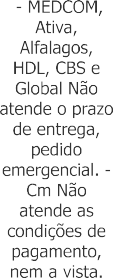 - MEDCOM,
Ativa,
Alfalagos,
HDL, CBS e
Global Não
atende o prazo
de entrega,
pedido
emergencial. -
Cm Não
atende as
condições de
pagamento,
nem a vista.